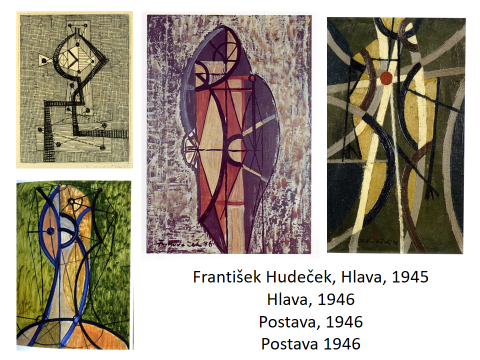 František Hudeček, Hlava, 1945
Hlava, 1946
Postava, 1946
Postava 1946